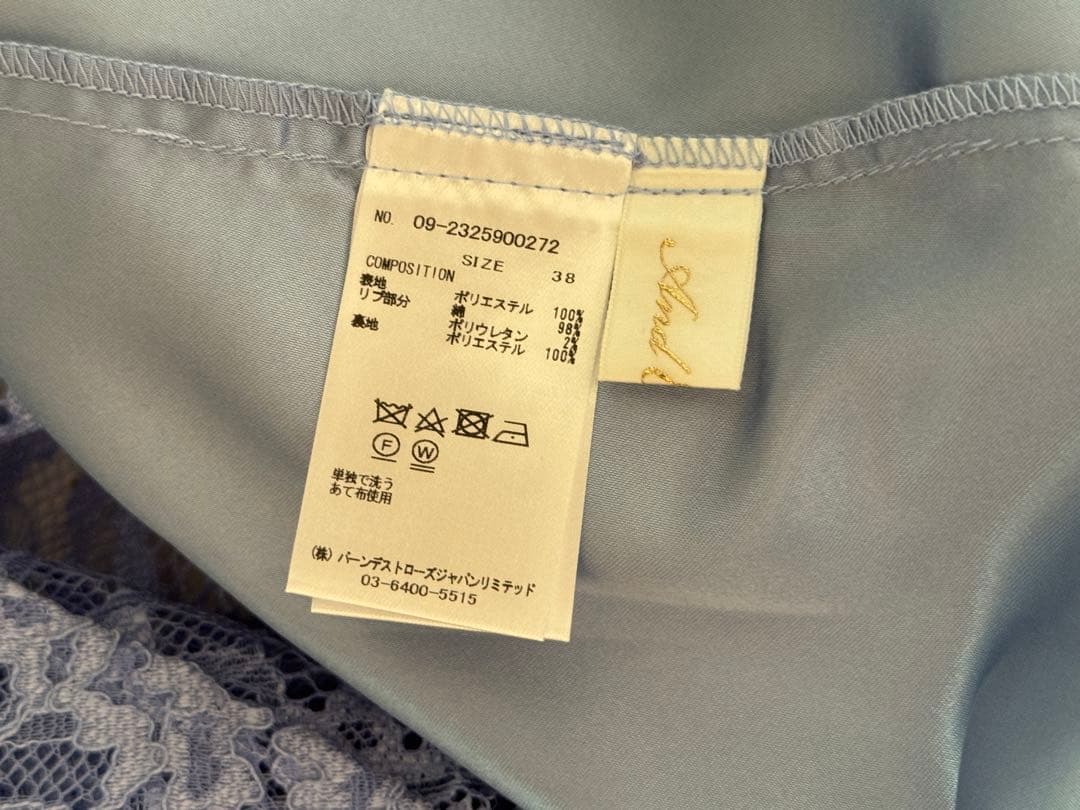 NO. 09-2325900272
SIZE 38
COMPOSITION
表地 ポリエステル 100%
リブ部分 綿 98%
ポリウレタン 2%
裏地 ポリエステル 100%
F W
単独で洗う
あて布使用
(株) バーンデストローズジャパンリミテッド
03-6400-5515